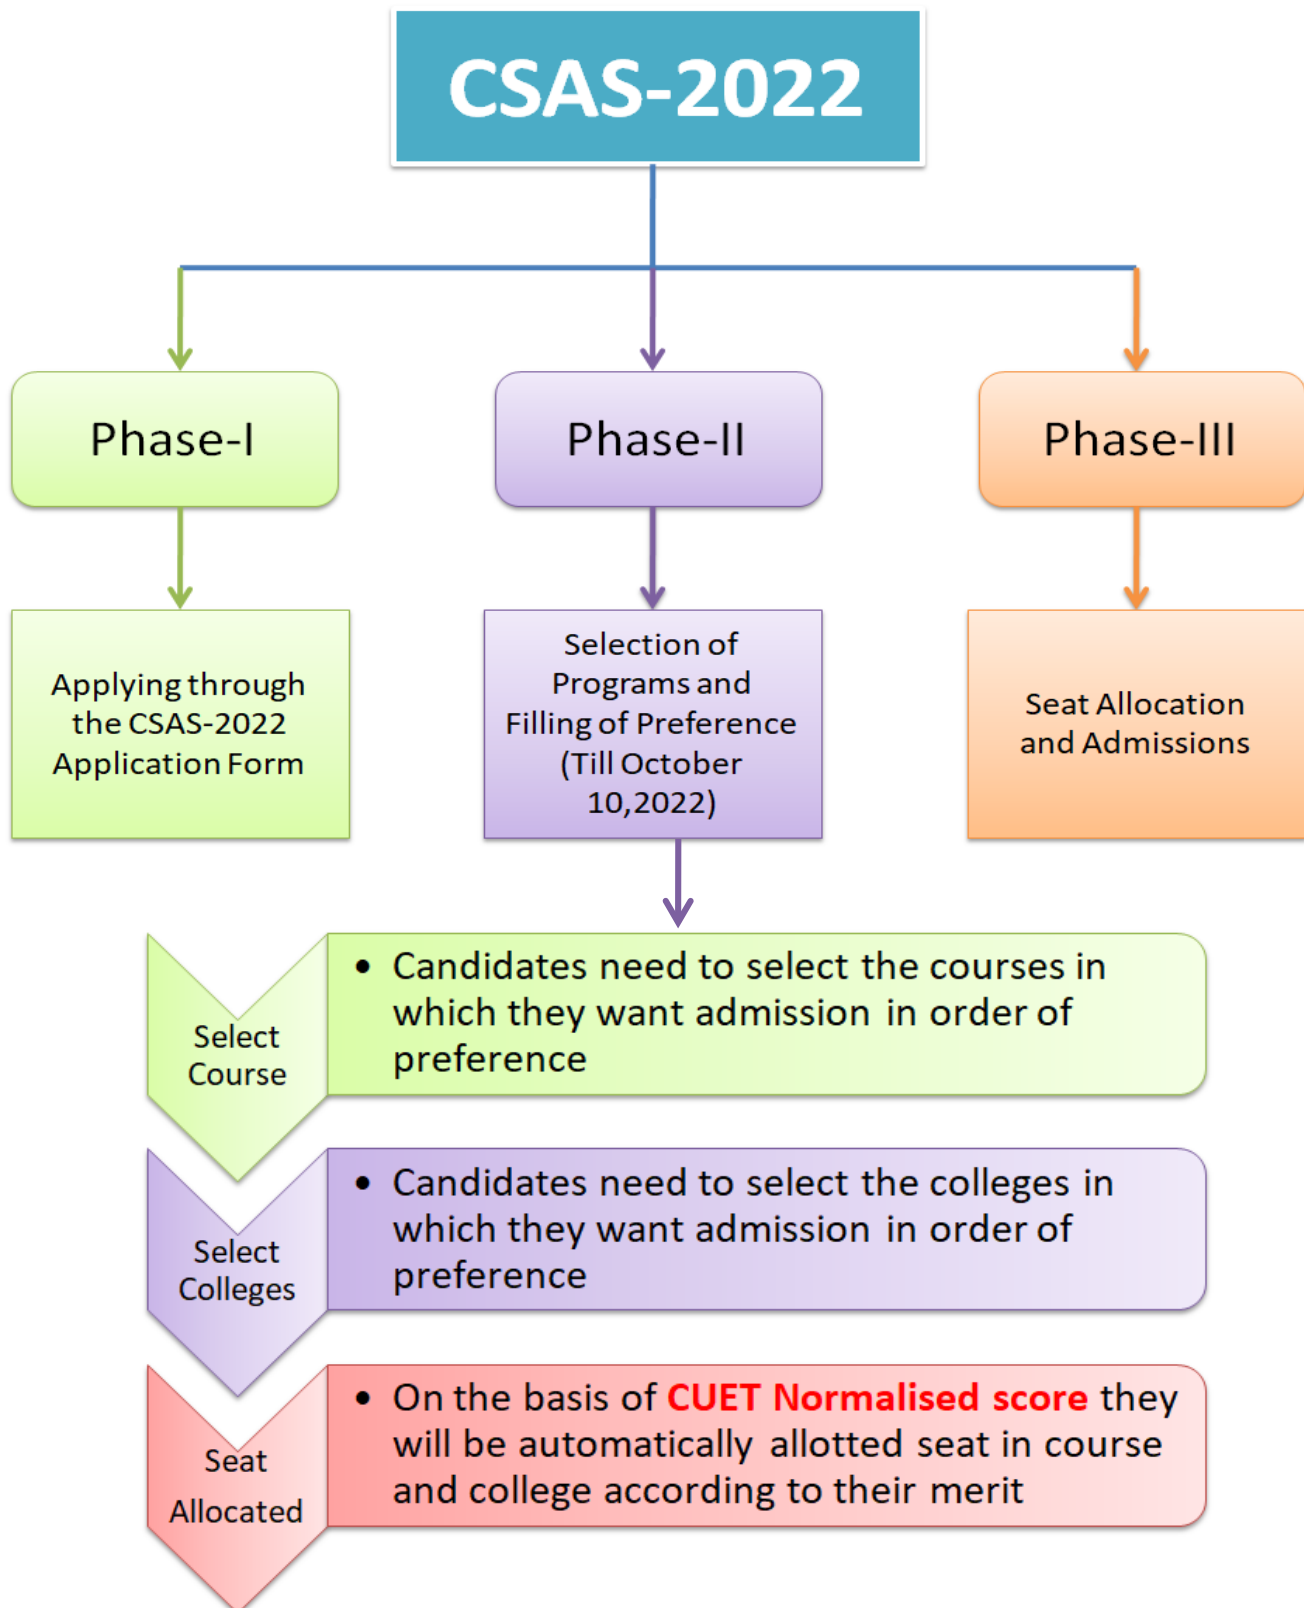 CSAS-2022
Phase-I
Phase-II
Phase-III
Applying through
the CSAS-2022
Application Form
Selection of
Programs and
Filling of Preference
(Till October
10,2022)
Seat Allocation
and Admissions
Select
Course
• Candidates need to select the courses in
which they want admission in order of
preference
Select
Colleges
• Candidates need to select the colleges in
which they want admission in order of
preference
Seat
Allocated
• On the basis of CUET Normalised score they
will be automatically allotted seat in course
and college according to their merit